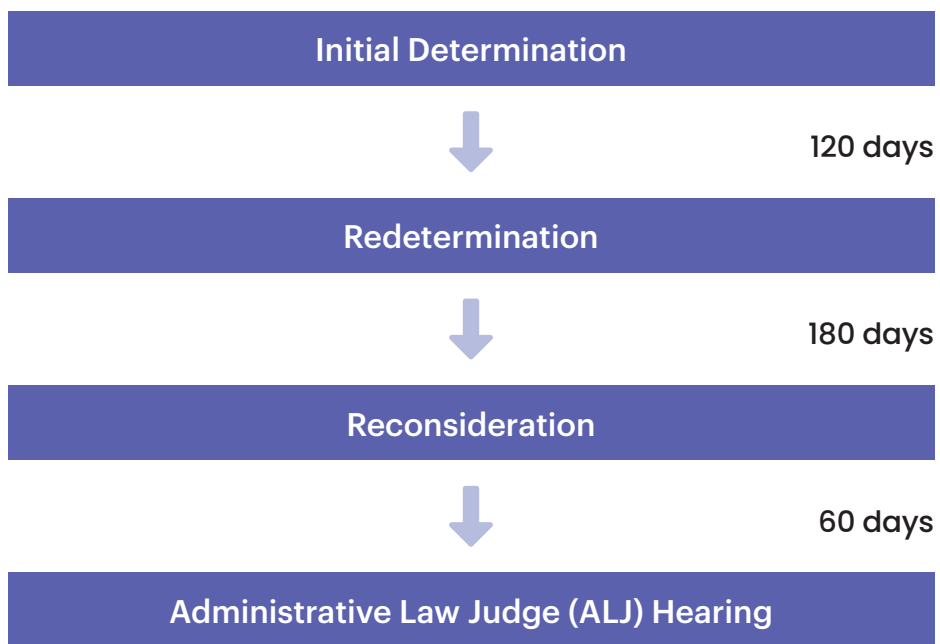 Initial Determination
120 days
Redetermination
180 days
Reconsideration
60 days
Administrative Law Judge (ALJ) Hearing